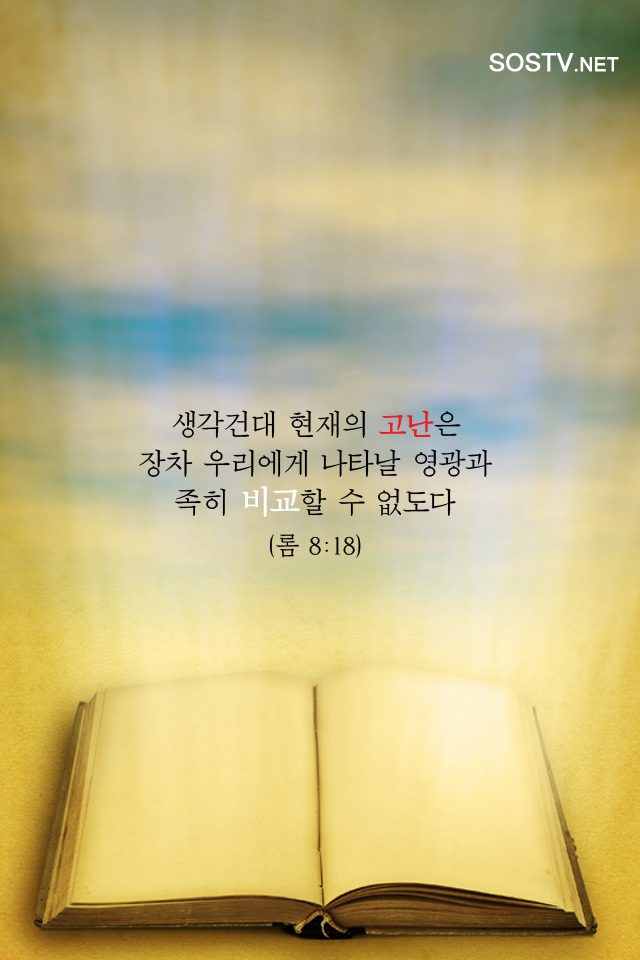 SOSTV.NET
생각건대 현재의 고난은
장차 우리에게 나타날 영광과
족히 비교할 수 없도다
(롬 8:18)